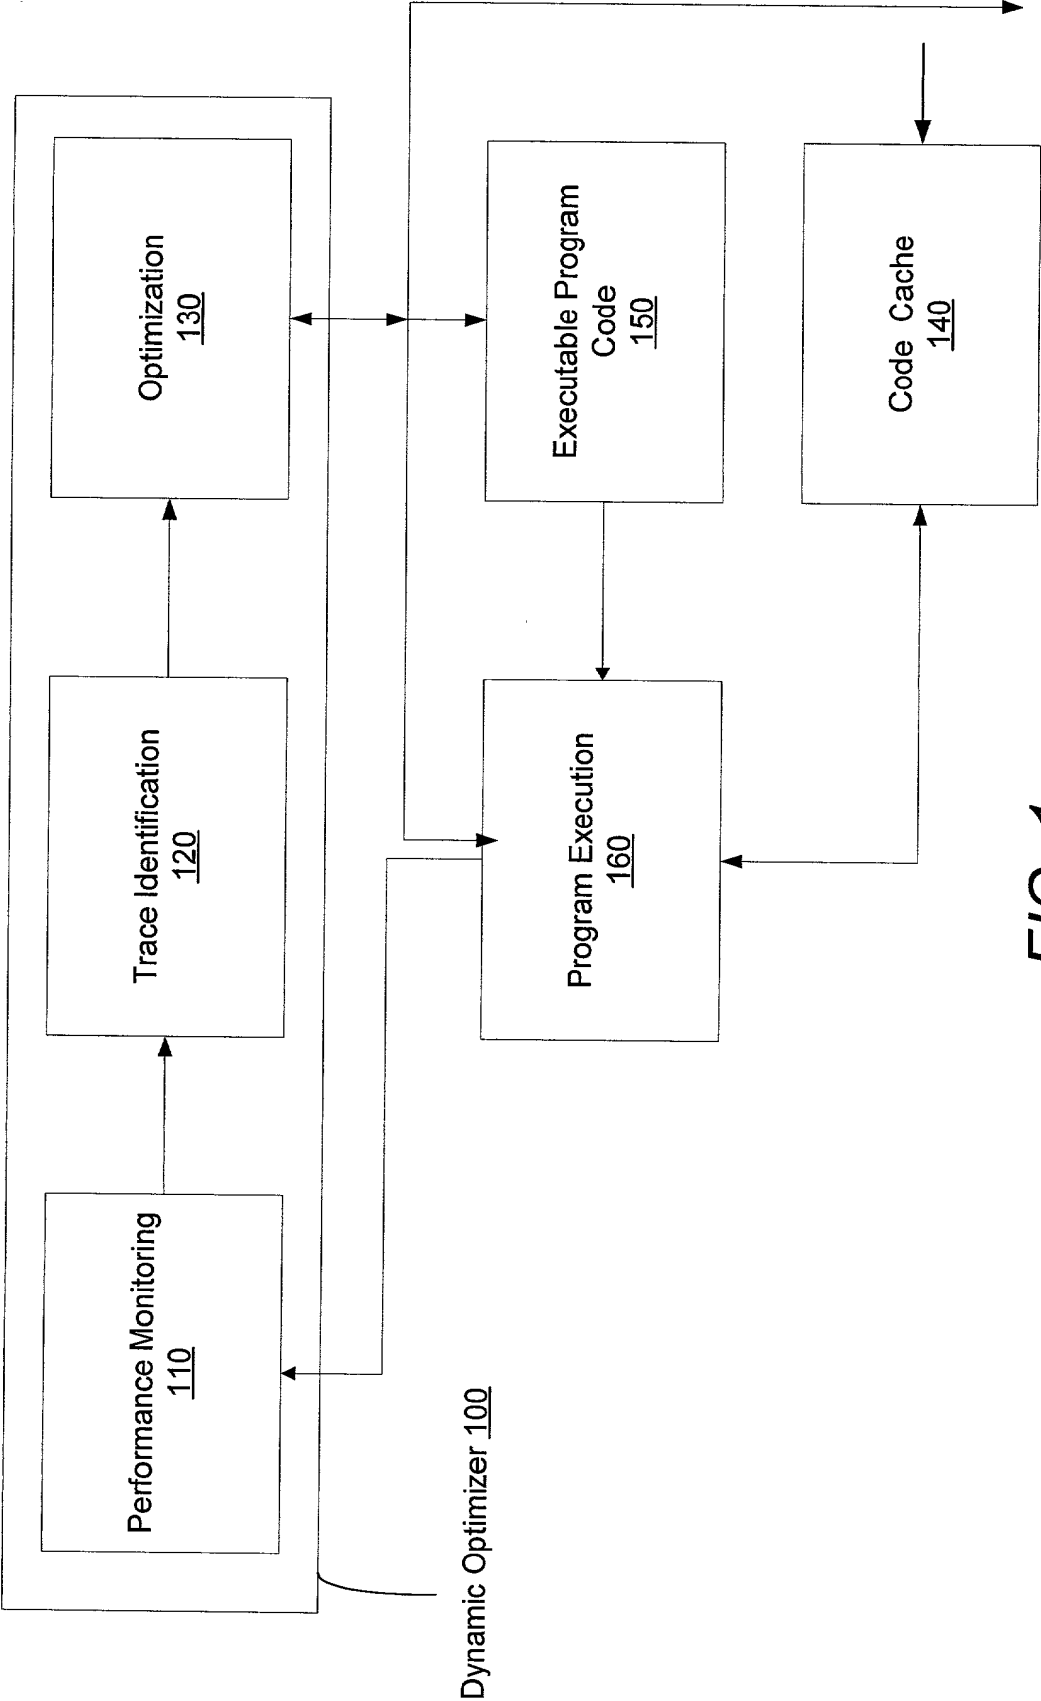 Performance Monitoring
110
Trace Identification
120
Optimization
130
Dynamic Optimizer 100
Program Execution
160
Executable Program
Code
150
Code Cache
140